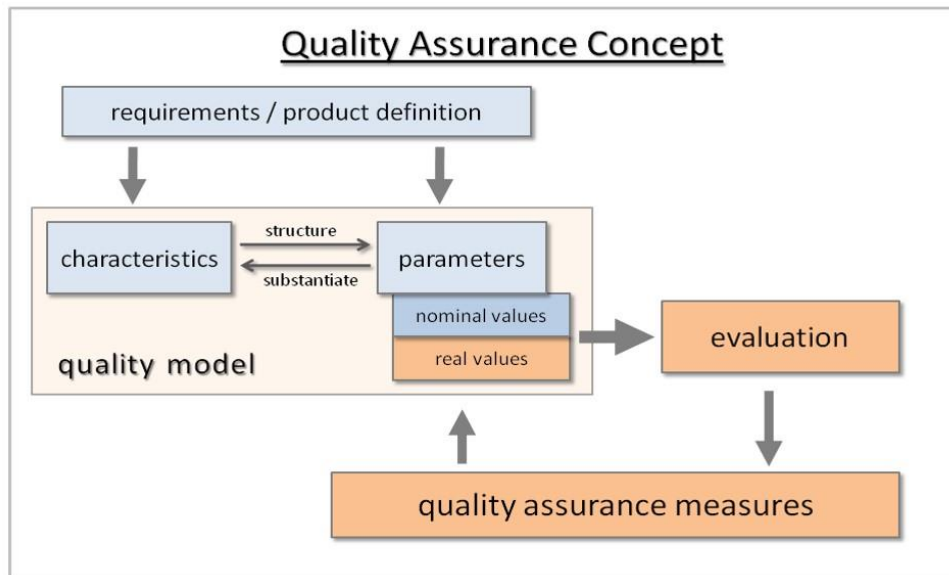 Quality Assurance Concept
requirements / product definition
characteristics
structure
substantiate
parameters
nominal values
real values
quality model
evaluation
quality assurance measures